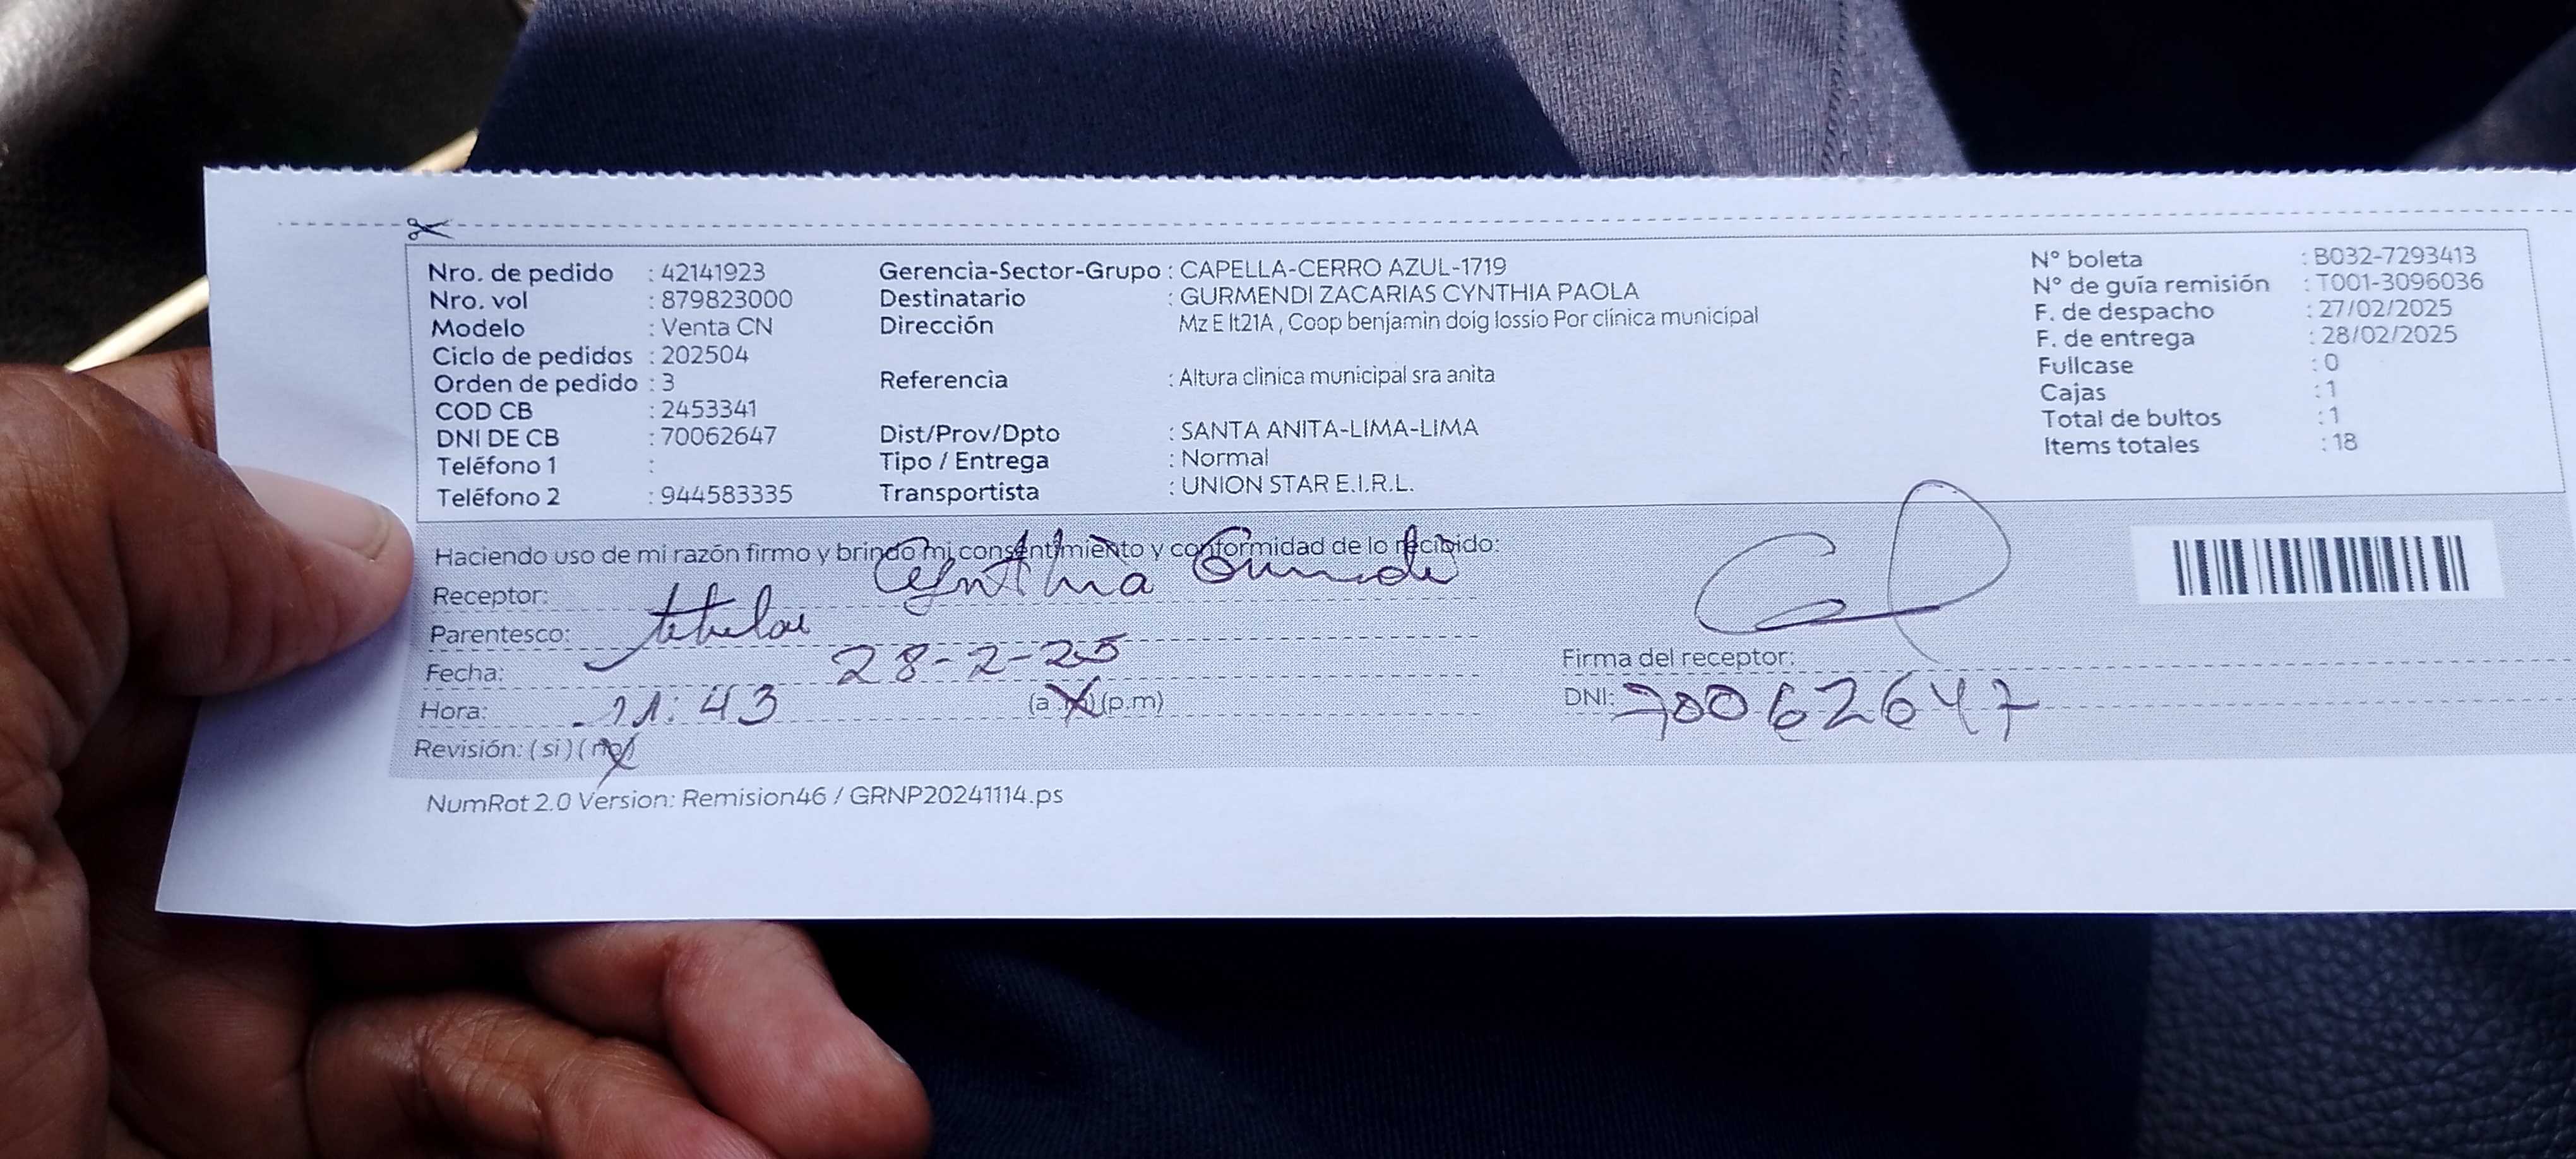 Nro. de pedido : 42141923 Gerencia-Sector-Grupo : CAPELLA-CERRO AZUL-1719 N° boleta : B032-7293413
Nro. vol : 879823000 Destinatario : GURMENDI ZACARIAS CYNTHIA PAOLA N° de guía remisión : T001-3096036
Modelo : Venta CN Dirección Mz E lt21A , Coop benjamin doig lossio Por clínica municipal F. de despacho : 27/02/2025
Ciclo de pedidos : 202504 F. de entrega : 28/02/2025
Orden de pedido : 3 Referencia : Altura clinica municipal sra anita Fullcase : 0
COD CB : 2453341 Cajas : 1
DNI DE CB : 70062647 Dist/Prov/Dpto : SANTA ANITA-LIMA-LIMA Total de bultos : 1
Teléfono 1 : Tipo / Entrega : Normal Items totales : 18
Teléfono 2 : 944583335 Transportista : UNION STAR E.I.R.L.
Haciendo uso de mi razón firmo y brindo mi consentimiento y conformidad de lo recibido:
Receptor: Cynthia
Parentesco: titular
Fecha: 28-2-25 Firma del receptor:
Hora: 11:43 (a.m)(p.m) DNI: 70062647
Revisión: (si) (no)
NumRot 2.0 Version: Remision46 / GRNP20241114.ps